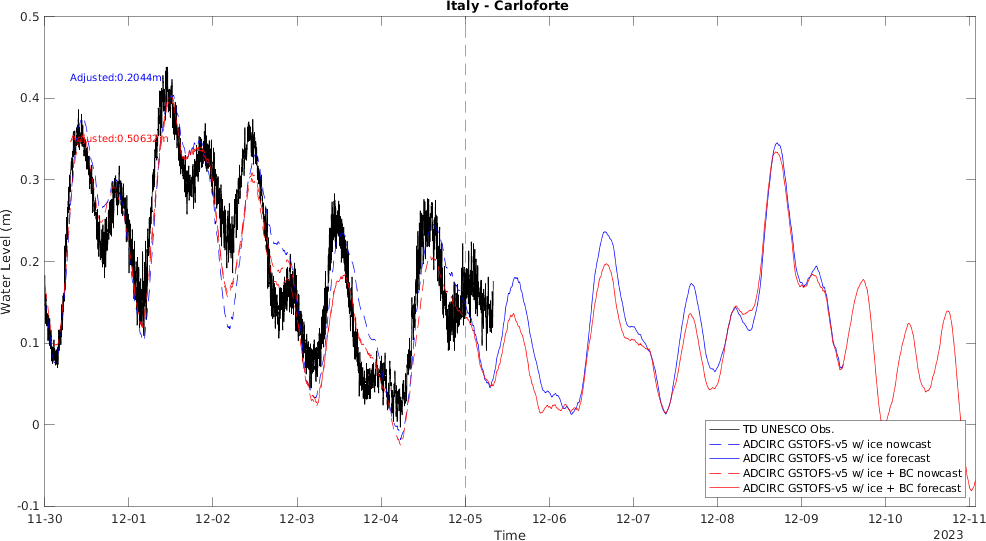 Italy - Carloforte
0.5
0.4
0.3
0.2
0.1
0
-0.1
Water Level (m)
Adjusted:0.2044m
Adjusted:0.50632m
11-30 12-01 12-02 12-03 12-04 12-05 12-06 12-07 12-08 12-09 12-10 12-11
Time
2023
TD UNESCO Obs.
ADCIRC GSTOFS-v5 w/ ice nowcast
ADCIRC GSTOFS-v5 w/ ice forecast
ADCIRC GSTOFS-v5 w/ ice + BC nowcast
ADCIRC GSTOFS-v5 w/ ice + BC forecast